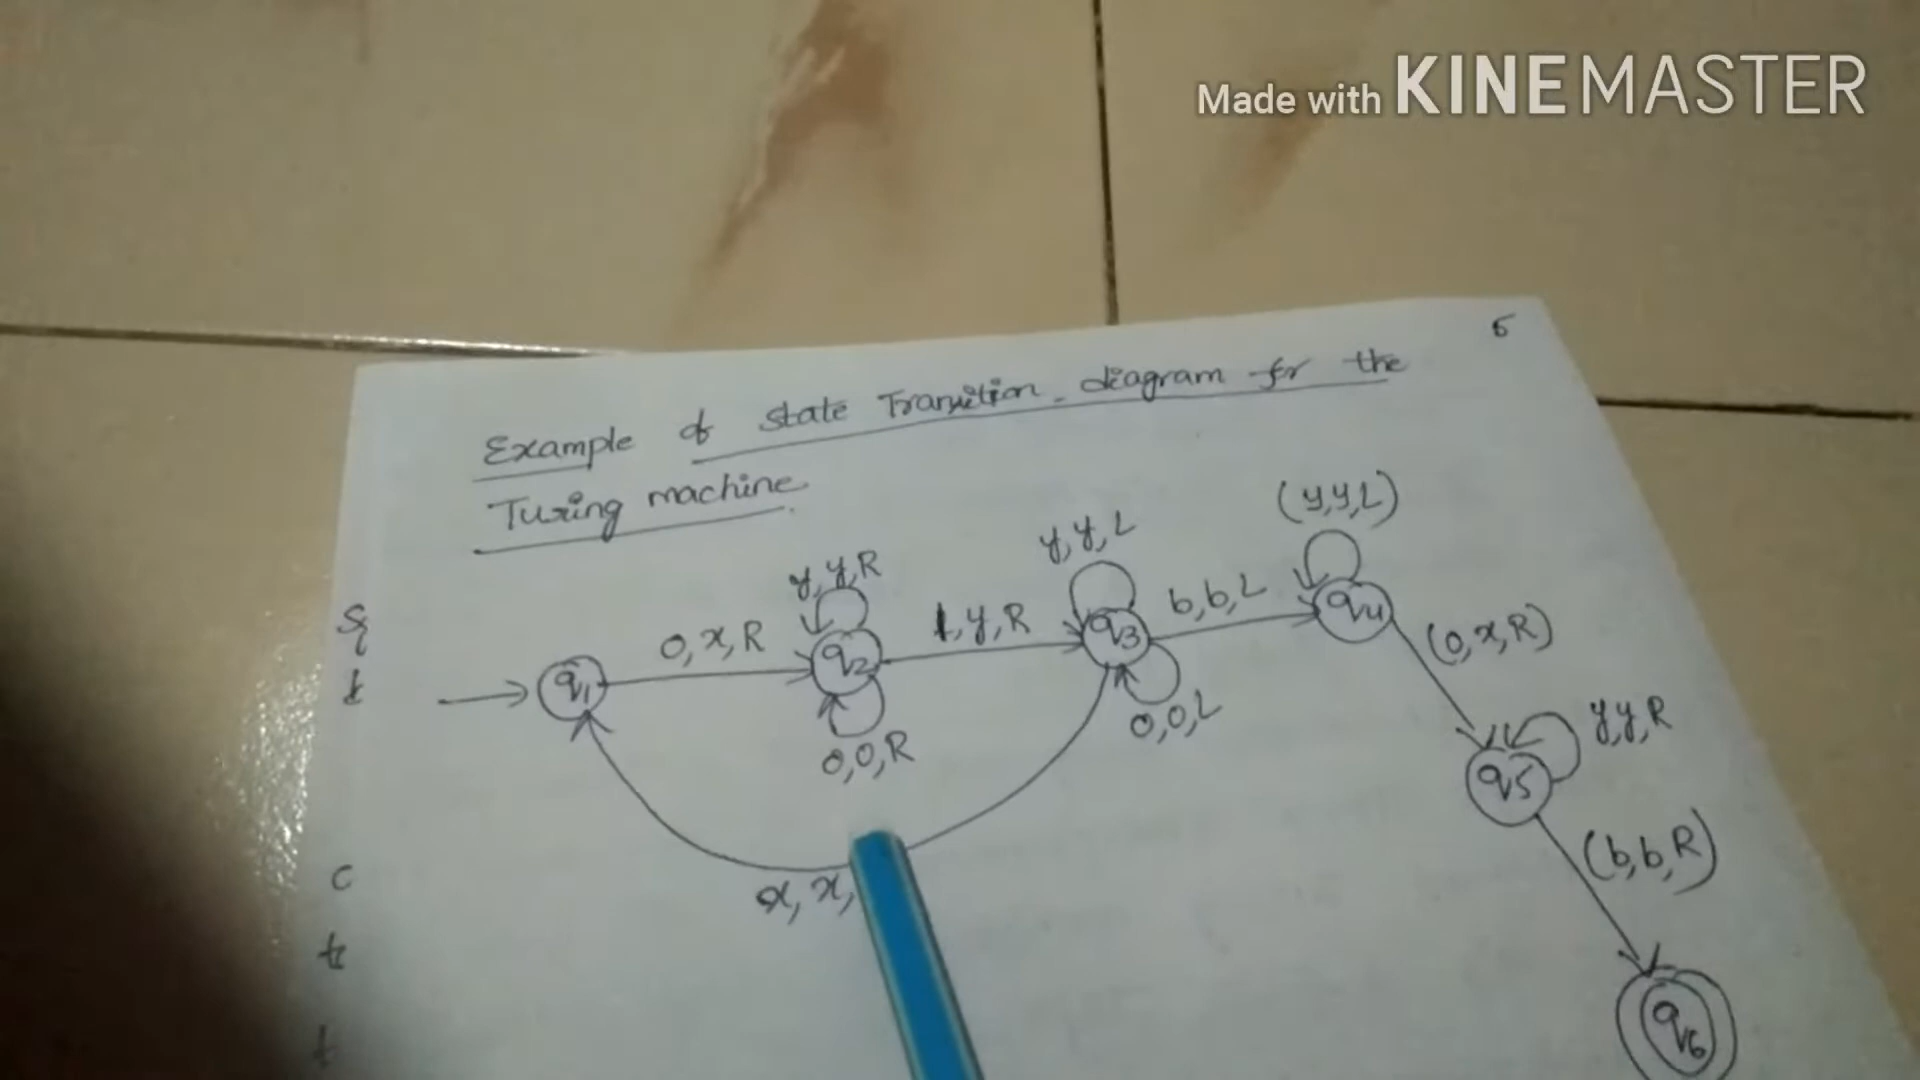 Made with KINEMASTER
5
Example of state Transition diagram for the
Turing machine.
(y,y,L)
y,y,L
y,y,R
b,b,L
q4
1,y,R
q3
0,x,R
q2
(0,x,R)
q1
0,0,L
y,y,R
0,0,R
q5
(b,b,R)
x,x,
c
q6